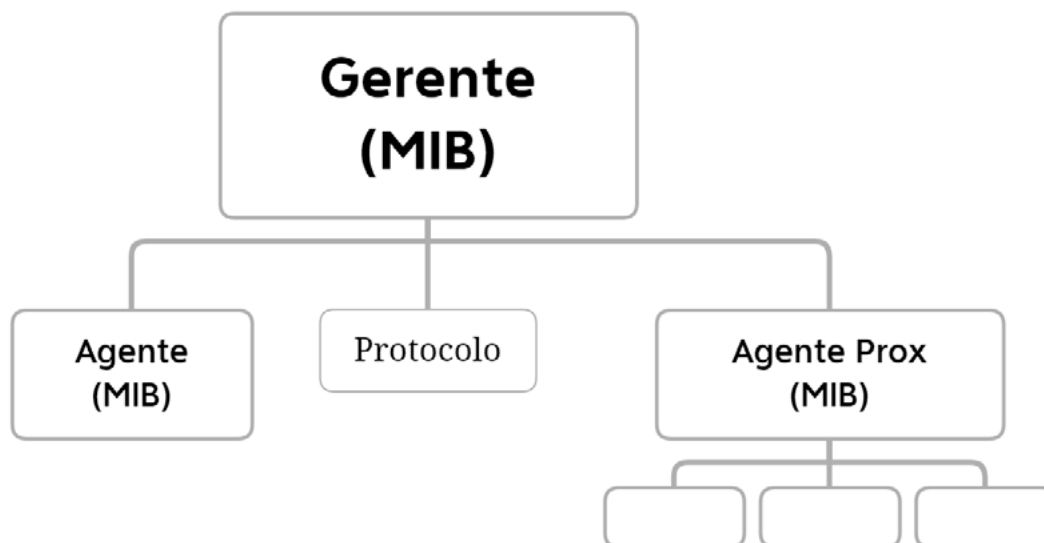 Gerente
(MIB)
Agente
(MIB)
Protocolo
Agente Prox
(MIB)